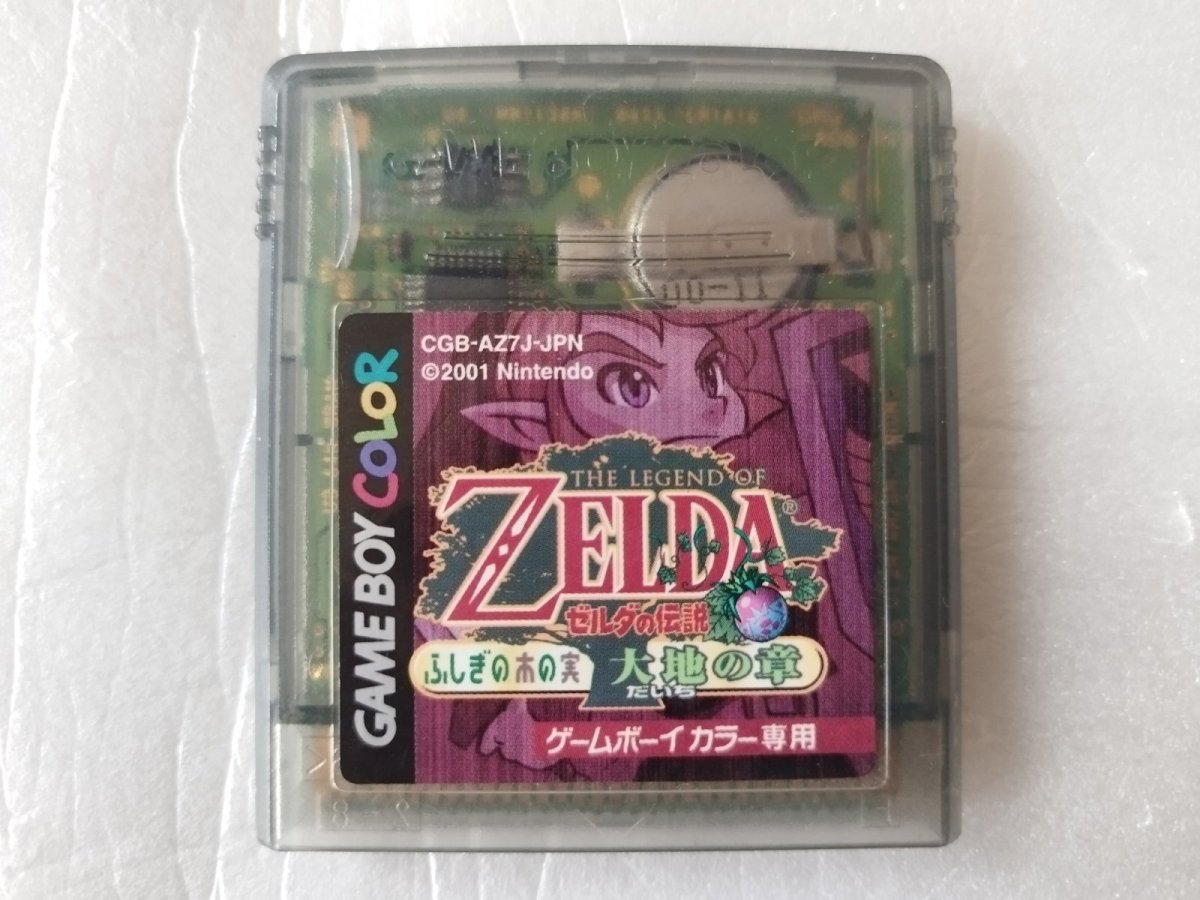 00-11
CGB-AZ7J-JPN
©2001 Nintendo
GAME BOY COLOR
THE LEGEND OF
ZELDA®
ゼルダの伝説
ふしぎの木の実 大地の章
だいち
ゲームボーイカラー専用